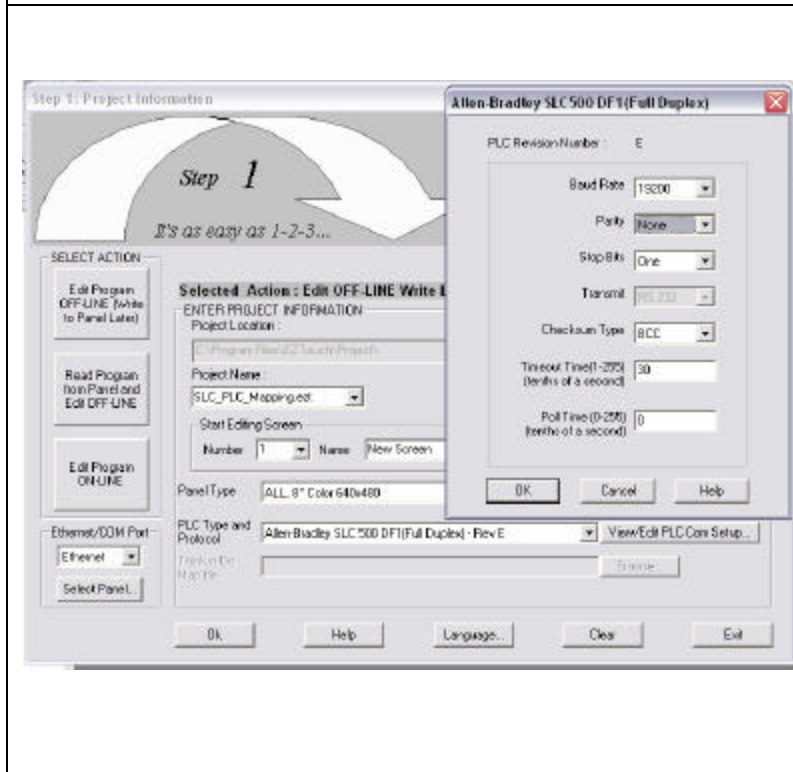 Step 1: Project Information
Step 1
It's as easy as 1-2-3...
SELECT ACTION
Edit Program
OFF-LINE (Write
to Panel Later)
Read Program
from Panel and
Edit OFF-LINE
Edit Program
ON-LINE
Ethernet/COM Port
Ethernet
Select Panel...
Selected Action : Edit OFF-LINE Write L
ENTER PROJECT INFORMATION
Project Location :
C:\Program Files\EZTouch\Project\
Project Name :
SLC_PLC_Mapping.ezt
Start Editing Screen
Number 1 Name New Screen
Panel Type ALL. 8" Color 640x480
PLC Type and
Protocol Allen-Bradley SLC 500 DF1(Full Duplex) - Rev E View/Edit PLC Com Setup...
Map file Browse...
Ok Help Language... Clear Exit
Allen-Bradley SLC 500 DF1(Full Duplex)
PLC Revision Number : E
Baud Rate 19200
Parity None
Stop Bits One
Transmit RS 232
Checksum Type BCC
Timeout Time(1-255)
(tenths of a second) 30
Poll Time (0-255)
(tenths of a second) 0
OK Cancel Help